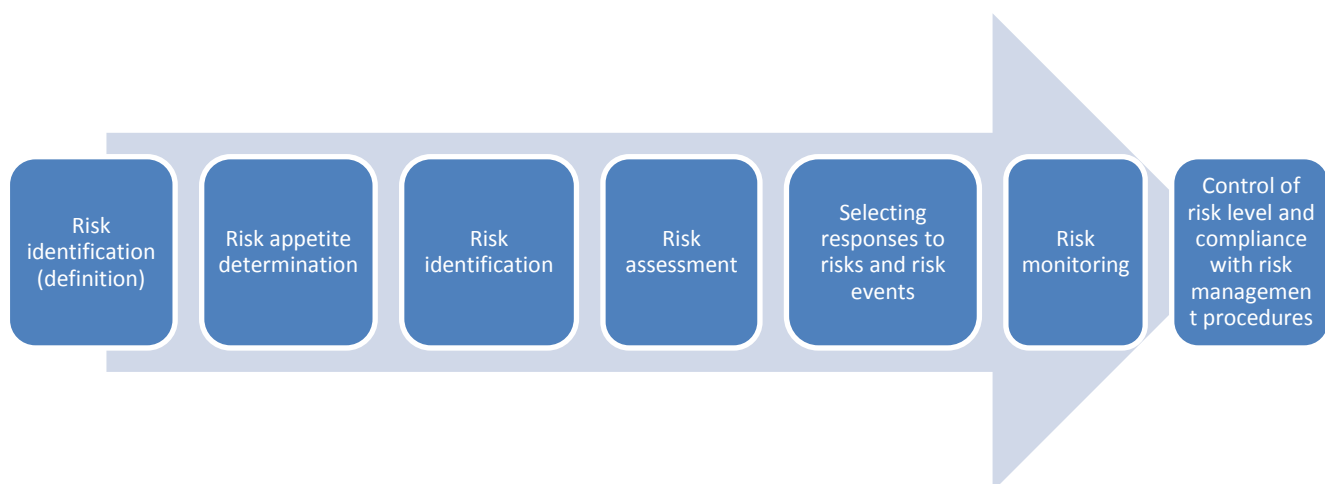 Risk
identification
(definition)
Risk appetite
determination
Risk
identification
Risk
assessment
Selecting
responses to
risks and risk
events
Risk
monitoring
Control of
risk level and
compliance
with risk
managemen
t procedures